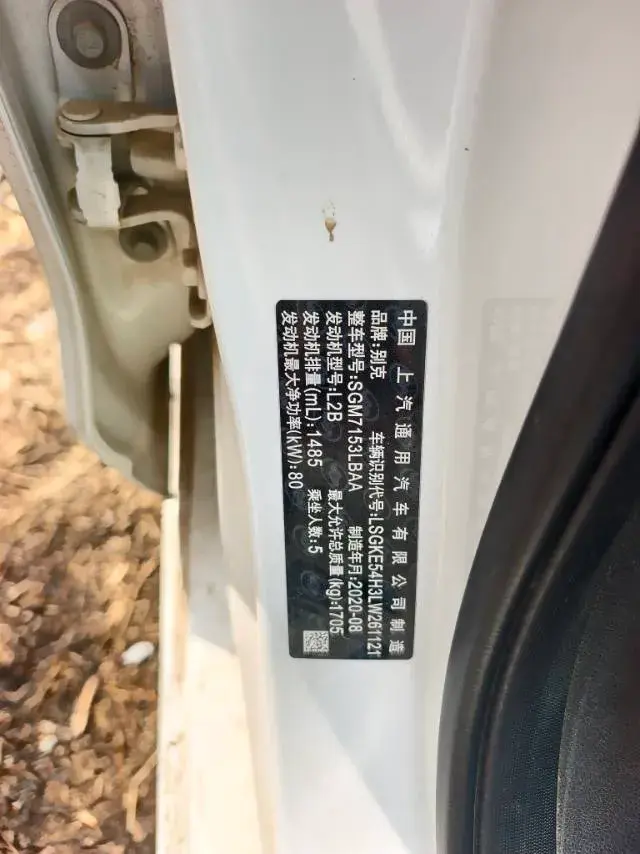 中国 上汽通用汽车有限公司制造
品牌:别克 车辆识别代号:LSGKE54H3LW261121
整车型号:SGM7153LBAA 制造年月:2020-08
发动机型号:L2B 最大允许总质量(kg):1705
发动机排量(mL):1485 乘坐人数:5
发动机最大净功率(kW):80